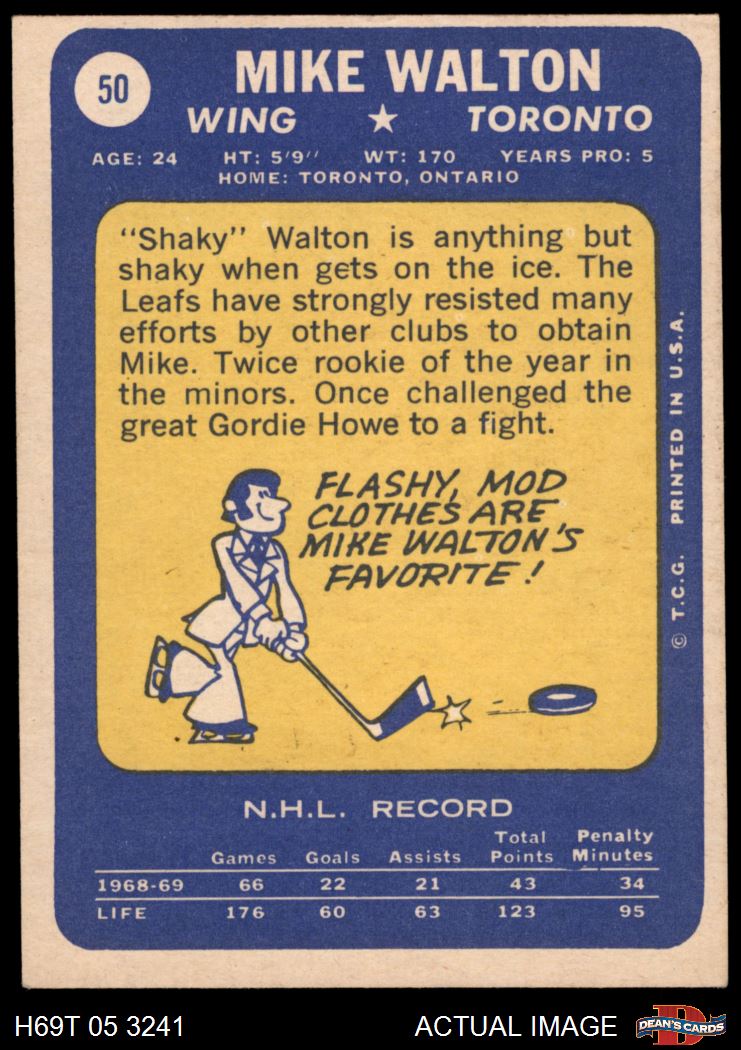 50
MIKE WALTON
WING ★ TORONTO
AGE: 24 HT: 5'9'' WT: 170 YEARS PRO: 5
HOME: TORONTO, ONTARIO
"Shaky" Walton is anything but
shaky when gets on the ice. The
Leafs have strongly resisted many
efforts by other clubs to obtain
Mike. Twice rookie of the year in
the minors. Once challenged the
great Gordie Howe to a fight.
FLASHY, MOD
CLOTHES ARE
MIKE WALTON'S
FAVORITE!
© T.C.G. PRINTED IN U.S.A.
N.H.L. RECORD
Games Goals Assists Total Points Penalty Minutes
1968-69 66 22 21 43 34
LIFE 176 60 63 123 95
H69T 05 3241 ACTUAL IMAGE
D
DEAN'S CARDS